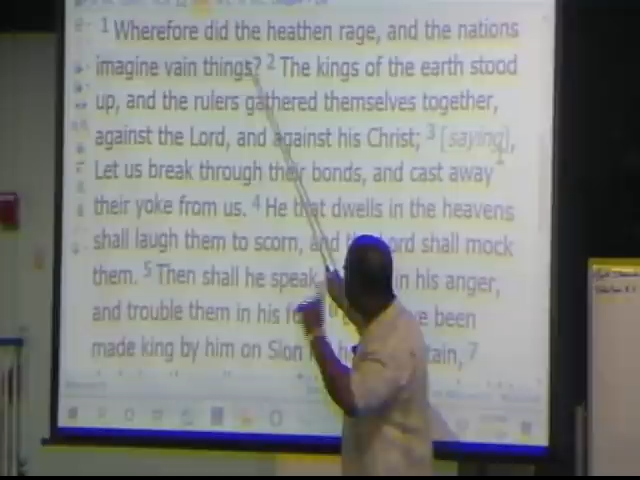 1 Wherefore did the heathen rage, and the nations
imagine vain things? 2 The kings of the earth stood
up, and the rulers gathered themselves together,
against the Lord, and against his Christ; 3 [saying],
Let us break through their bonds, and cast away
their yoke from us. 4 He that dwells in the heavens
shall laugh them to scorn, and the Lord shall mock
them. 5 Then shall he speak in his anger,
and trouble them in his been
made king by him on Sion 7